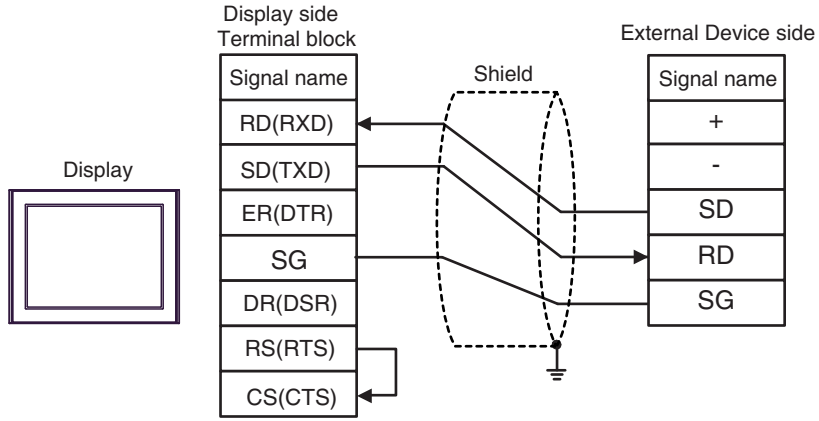 Display side
Terminal block
External Device side
Signal name
Shield
Signal name
RD(RXD)
+
Display
SD(TXD)
-
ER(DTR)
SD
SG
RD
DR(DSR)
SG
RS(RTS)
CS(CTS)